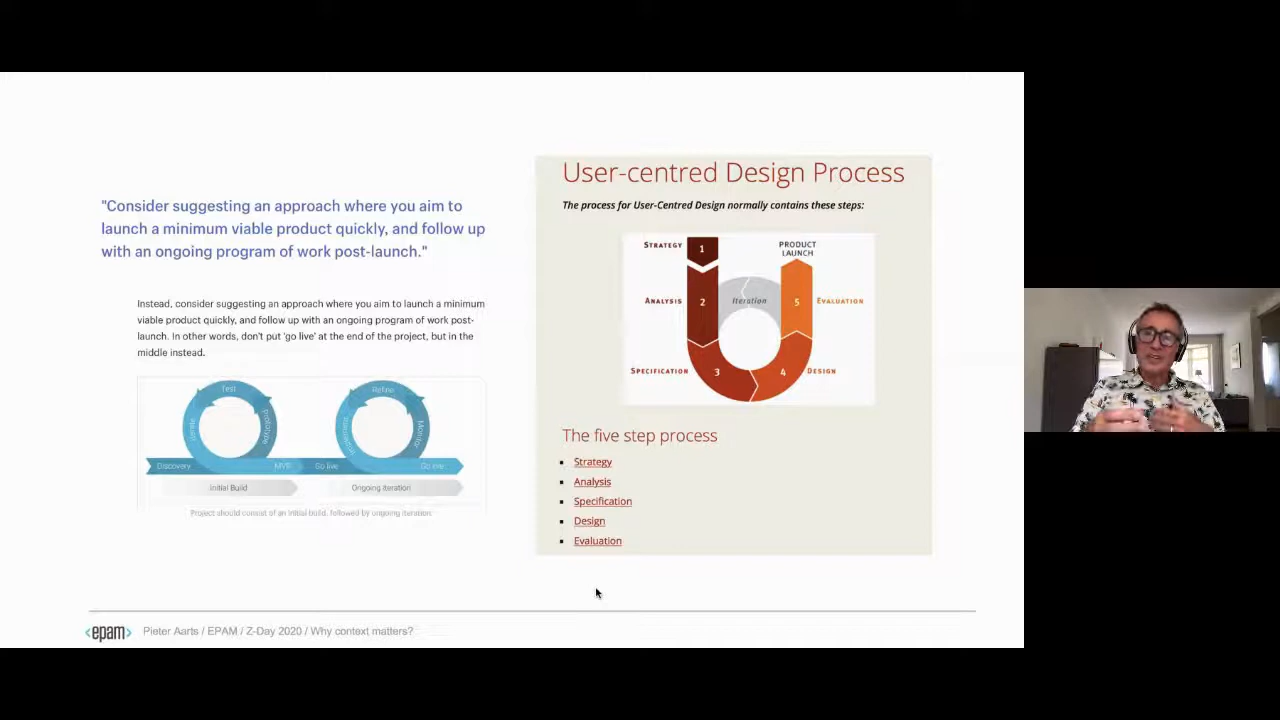 "Consider suggesting an approach where you aim to
launch a minimum viable product quickly, and follow up
with an ongoing program of work post-launch."
Instead, consider suggesting an approach where you aim to launch a minimum
viable product quickly, and follow up with an ongoing program of work post-
launch. In other words, don't put 'go live' at the end of the project, but in the
middle instead.
Test
Iterate
Prototype
Refine
Implement
Monitor
Discovery
MVP
Go live
Go live
Initial Build
Ongoing iteration
Project should consist of an initial build, followed by ongoing iteration.
User-centred Design Process
The process for User-Centred Design normally contains these steps:
STRATEGY
1
PRODUCT
LAUNCH
ANALYSIS
2
Iteration
5
EVALUATION
SPECIFICATION
3
4
DESIGN
The five step process
Strategy
Analysis
Specification
Design
Evaluation
<epam>
Pieter Aarts / EPAM / Z-Day 2020 / Why context matters?